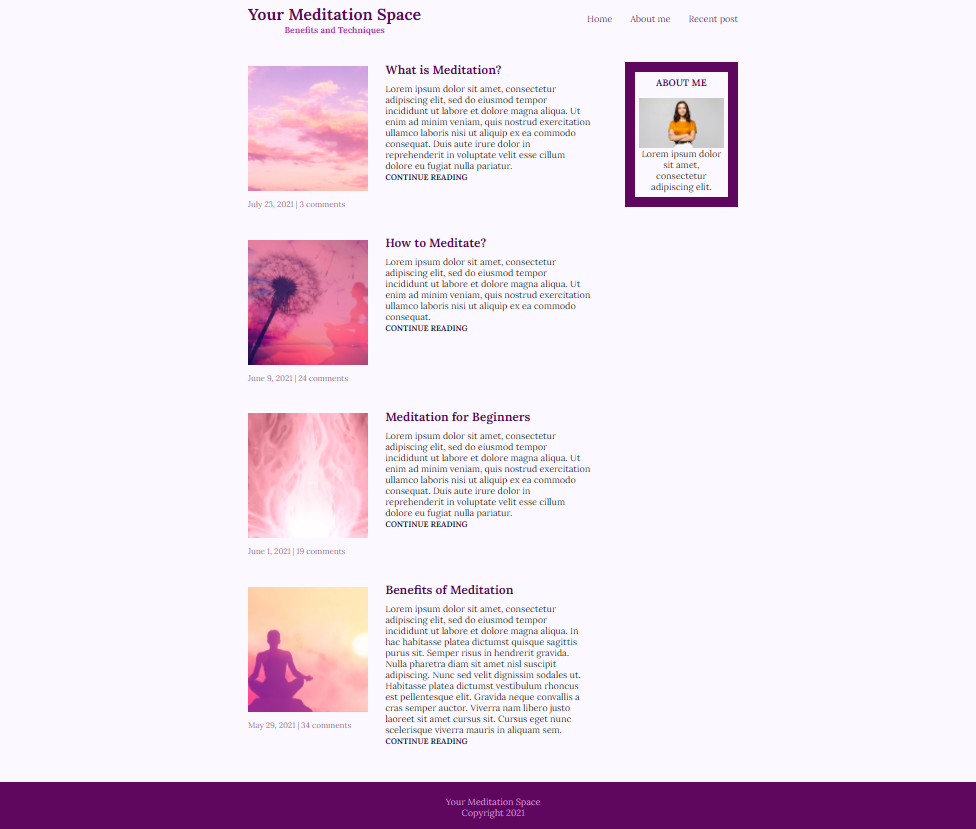 Your Meditation Space
Benefits and Techniques
Home About me Recent post
What is Meditation?
Lorem ipsum dolor sit amet, consectetur
adipiscing elit, sed do eiusmod tempor
incididunt ut labore et dolore magna aliqua. Ut
enim ad minim veniam, quis nostrud exercitation
ullamco laboris nisi ut aliquip ex ea commodo
consequat. Duis aute irure dolor in
reprehenderit in voluptate velit esse cillum
dolore eu fugiat nulla pariatur.
CONTINUE READING
July 23, 2021 | 3 comments
ABOUT ME
Lorem ipsum dolor
sit amet,
consectetur
adipiscing elit.
How to Meditate?
Lorem ipsum dolor sit amet, consectetur
adipiscing elit, sed do eiusmod tempor
incididunt ut labore et dolore magna aliqua. Ut
enim ad minim veniam, quis nostrud exercitation
ullamco laboris nisi ut aliquip ex ea commodo
consequat.
CONTINUE READING
June 9, 2021 | 24 comments
Meditation for Beginners
Lorem ipsum dolor sit amet, consectetur
adipiscing elit, sed do eiusmod tempor
incididunt ut labore et dolore magna aliqua. Ut
enim ad minim veniam, quis nostrud exercitation
ullamco laboris nisi ut aliquip ex ea commodo
consequat. Duis aute irure dolor in
reprehenderit in voluptate velit esse cillum
dolore eu fugiat nulla pariatur.
CONTINUE READING
June 1, 2021 | 19 comments
Benefits of Meditation
Lorem ipsum dolor sit amet, consectetur
adipiscing elit, sed do eiusmod tempor
incididunt ut labore et dolore magna aliqua. In
hac habitasse platea dictumst quisque sagittis
purus sit. Semper risus in hendrerit gravida.
Nulla pharetra diam sit amet nisl suscipit
adipiscing. Nunc sed velit dignissim sodales ut.
Habitasse platea dictumst vestibulum rhoncus
est pellentesque elit. Gravida neque convallis a
cras semper auctor. Viverra nam libero justo
laoreet sit amet cursus sit. Cursus eget nunc
scelerisque viverra mauris in aliquam sem.
CONTINUE READING
May 29, 2021 | 34 comments
Your Meditation Space
Copyright 2021